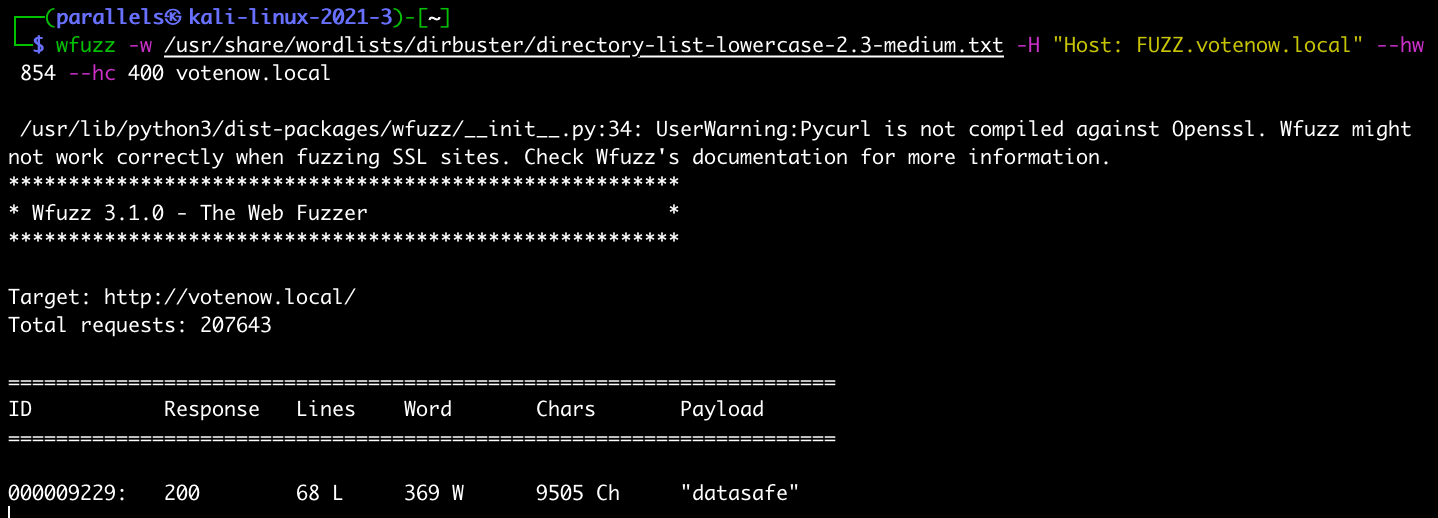 ┌──(parallels㉿kali-linux-2021-3)-[~]
└─$ wfuzz -w /usr/share/wordlists/dirbuster/directory-list-lowercase-2.3-medium.txt -H "Host: FUZZ.votenow.local" --hw
854 --hc 400 votenow.local
/usr/lib/python3/dist-packages/wfuzz/__init__.py:34: UserWarning:Pycurl is not compiled against Openssl. Wfuzz might
not work correctly when fuzzing SSL sites. Check Wfuzz's documentation for more information.
********************************************************
* Wfuzz 3.1.0 - The Web Fuzzer                         *
********************************************************
Target: http://votenow.local/
Total requests: 207643
=====================================================================
ID           Response   Lines    Word       Chars       Payload
=====================================================================
000009229:   200        68 L     369 W      9505 Ch     "datasafe"